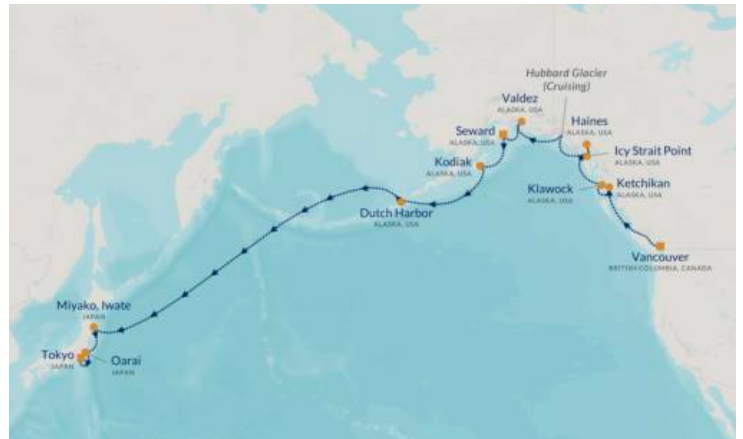 Hubbard Glacier
(Cruising)
Valdez
ALASKA, USA
Haines
ALASKA, USA
Seward
ALASKA, USA
Icy Strait Point
ALASKA, USA
Kodiak
ALASKA, USA
Klawock
ALASKA, USA
Ketchikan
ALASKA, USA
Dutch Harbor
ALASKA, USA
Vancouver
BRITISH COLUMBIA, CANADA
Miyako, Iwate
JAPAN
Tokyo
JAPAN
Oarai
JAPAN